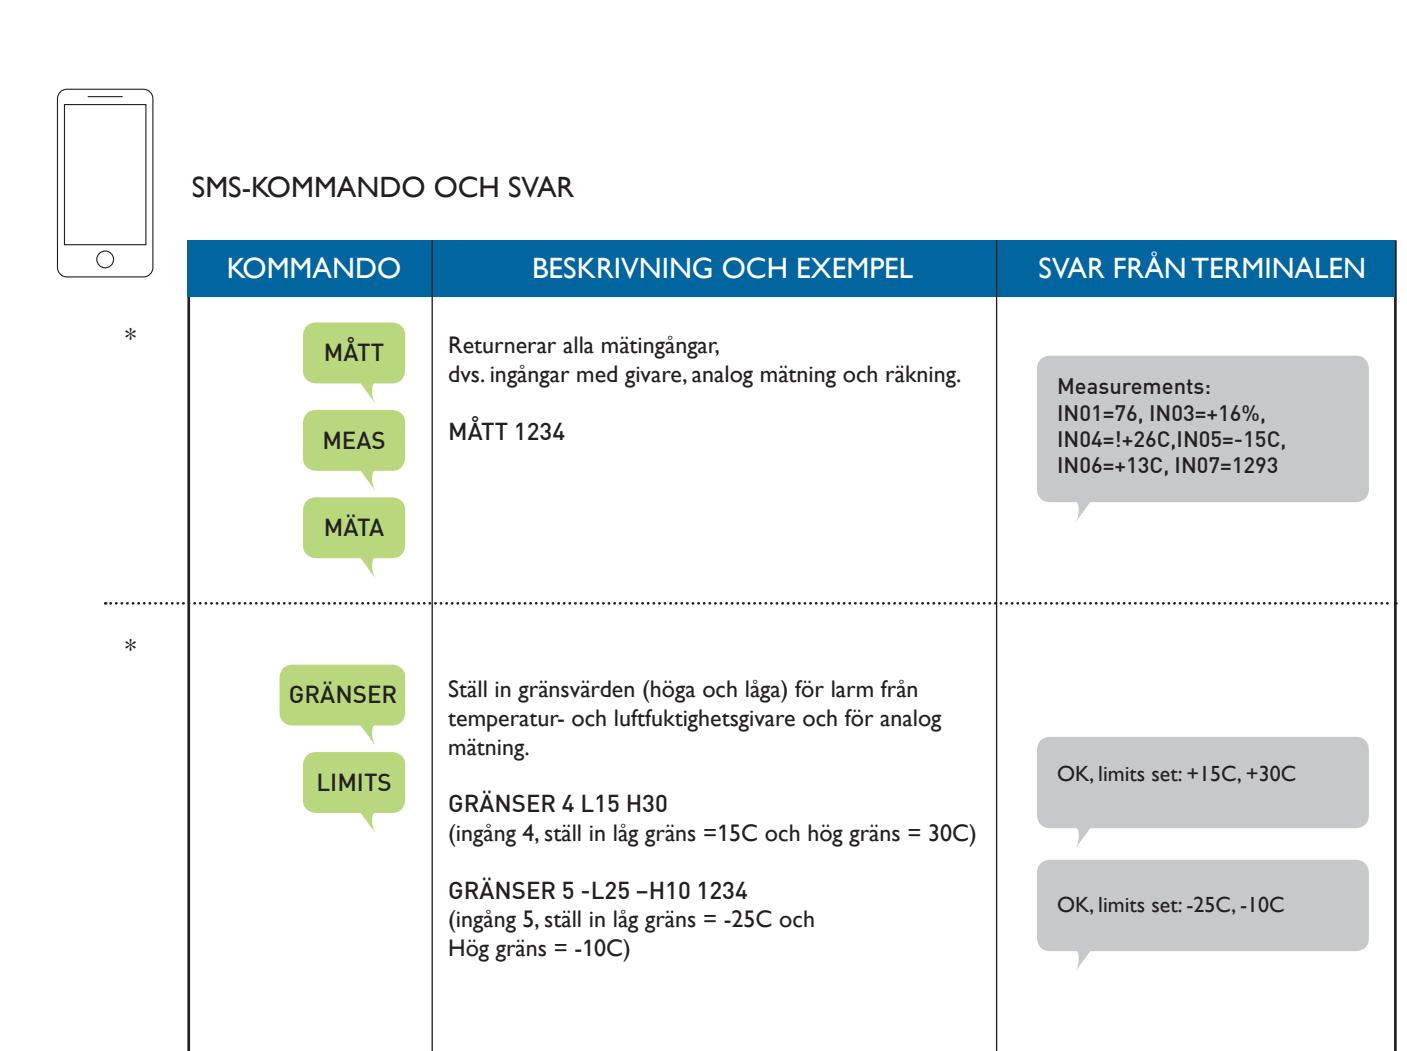 SMS-KOMMANDO OCH SVAR
KOMMANDO
BESKRIVNING OCH EXEMPEL
SVAR FRÅN TERMINALEN
*
MÅTT
MEAS
MÄTA
Returnerar alla mätingångar,
dvs. ingångar med givare, analog mätning och räkning.
MÅTT 1234
Measurements:
IN01=76, IN03=+16%,
IN04=!+26C,IN05=-15C,
IN06=+13C, IN07=1293
*
GRÄNSER
LIMITS
Ställ in gränsvärden (höga och låga) för larm från
temperatur- och luftfuktighetsgivare och för analog
mätning.
GRÄNSER 4 L15 H30
(ingång 4, ställ in låg gräns =15C och hög gräns = 30C)
GRÄNSER 5 -L25 –H10 1234
(ingång 5, ställ in låg gräns = -25C och
Hög gräns = -10C)
OK, limits set: +15C, +30C
OK, limits set: -25C, -10C